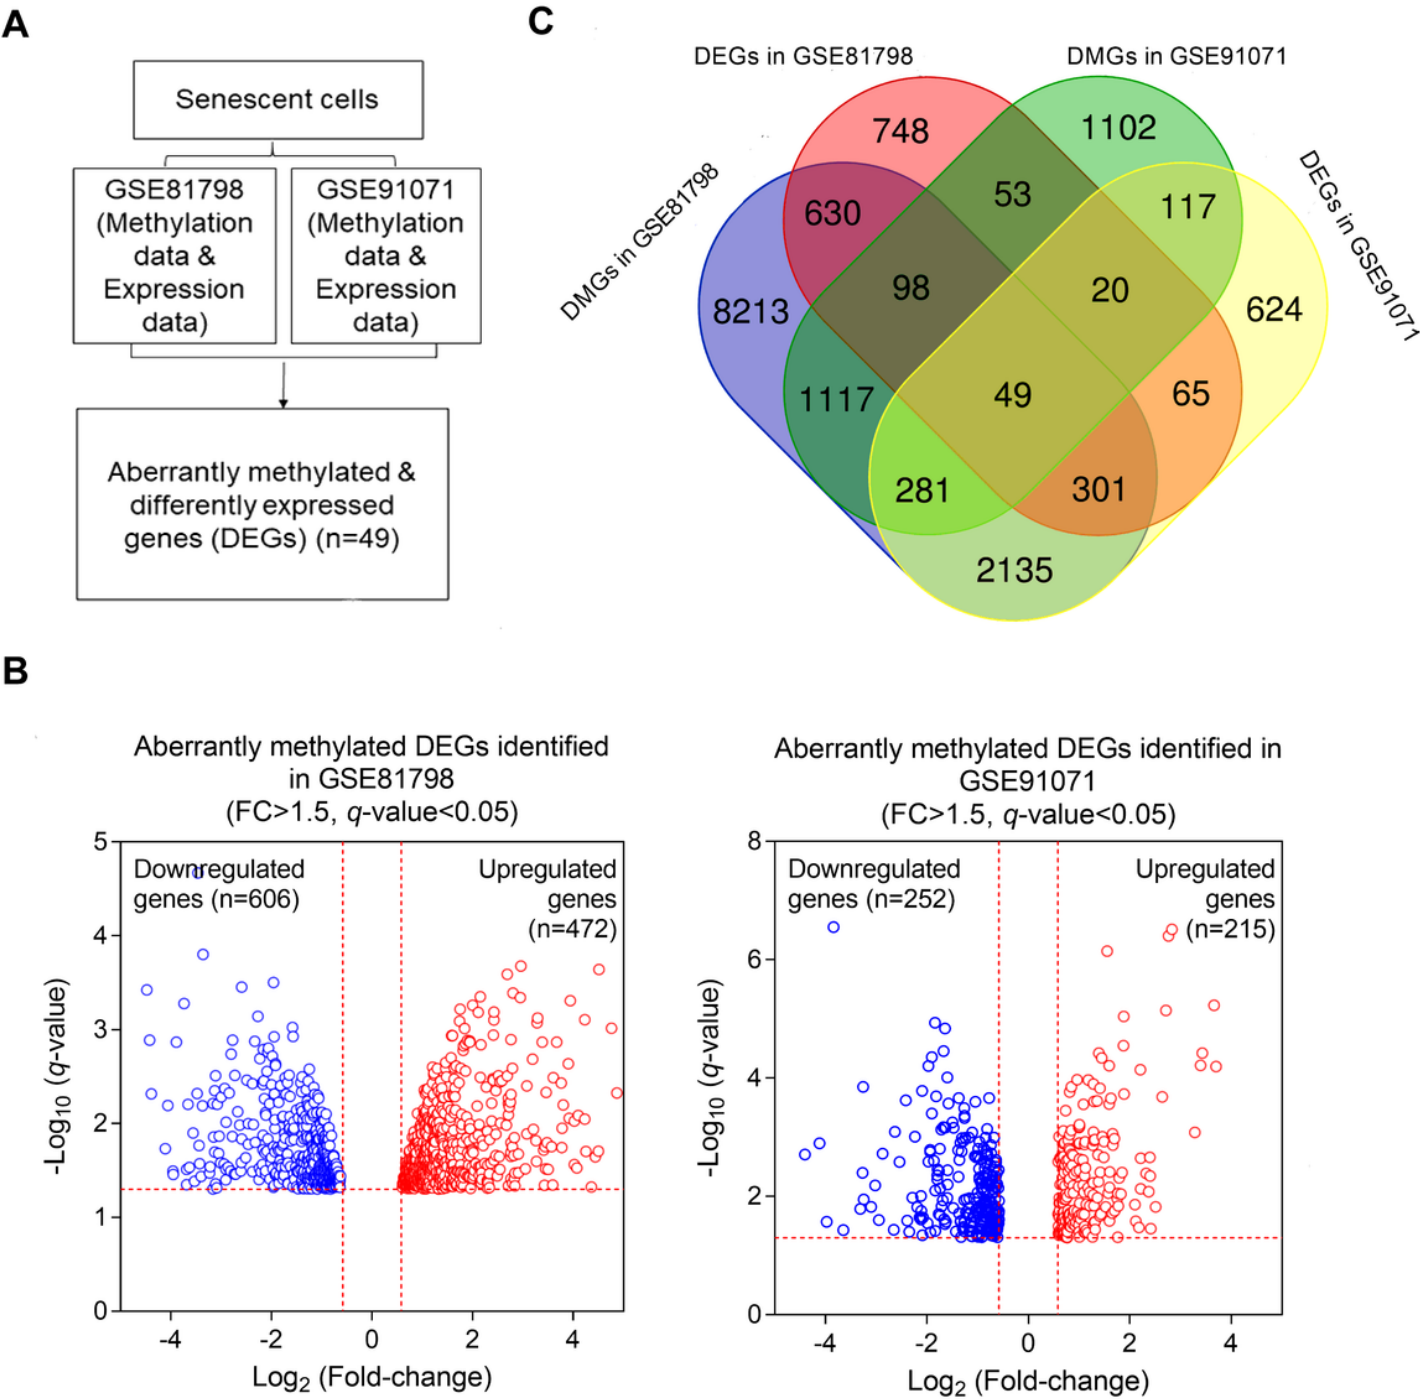 A
Senescent cells
GSE81798
(Methylation
data &
Expression
data)
GSE91071
(Methylation
data &
Expression
data)
Aberrantly methylated &
differently expressed
genes (DEGs) (n=49)
C
DEGs in GSE81798
DMGs in GSE91071
DMGs in GSE81798
DEGs in GSE91071
748
1102
630
53
117
8213
98
20
624
1117
49
65
281
301
2135
B
Aberrantly methylated DEGs identified
in GSE81798
(FC>1.5, q-value<0.05)
Downregulated
genes (n=606)
Upregulated
genes
(n=472)
5
4
3
2
1
0
-Log10 (q-value)
-4 -2 0 2 4
Log2 (Fold-change)
Aberrantly methylated DEGs identified in
GSE91071
(FC>1.5, q-value<0.05)
Downregulated
genes (n=252)
Upregulated
genes
(n=215)
8
6
4
2
0
-Log10 (q-value)
-4 -2 0 2 4
Log2 (Fold-change)